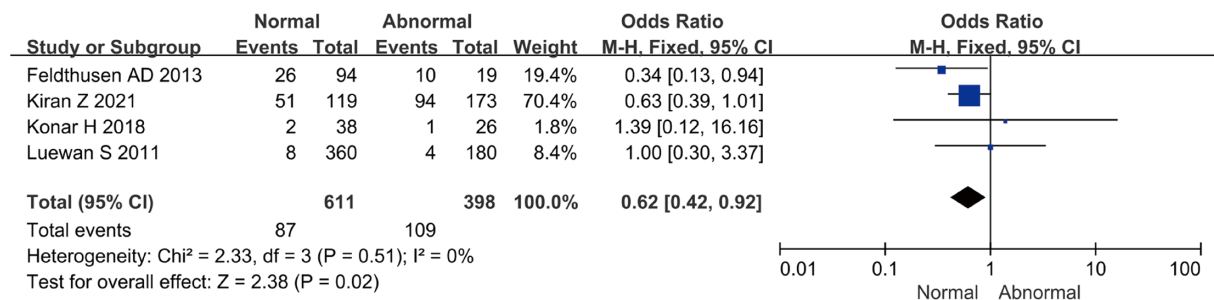 Normal Abnormal Odds Ratio Odds Ratio
Study or Subgroup Events Total Events Total Weight M-H, Fixed, 95% CI M-H, Fixed, 95% CI
Feldthusen AD 2013 26 94 10 19 19.4% 0.34 [0.13, 0.94]
Kiran Z 2021 51 119 94 173 70.4% 0.63 [0.39, 1.01]
Konar H 2018 2 38 1 26 1.8% 1.39 [0.12, 16.16]
Luewan S 2011 8 360 4 180 8.4% 1.00 [0.30, 3.37]
Total (95% CI) 611 398 100.0% 0.62 [0.42, 0.92]
Total events 87 109
Heterogeneity: Chi² = 2.33, df = 3 (P = 0.51); I² = 0%
Test for overall effect: Z = 2.38 (P = 0.02)
0.01 0.1 1 10 100
Normal Abnormal